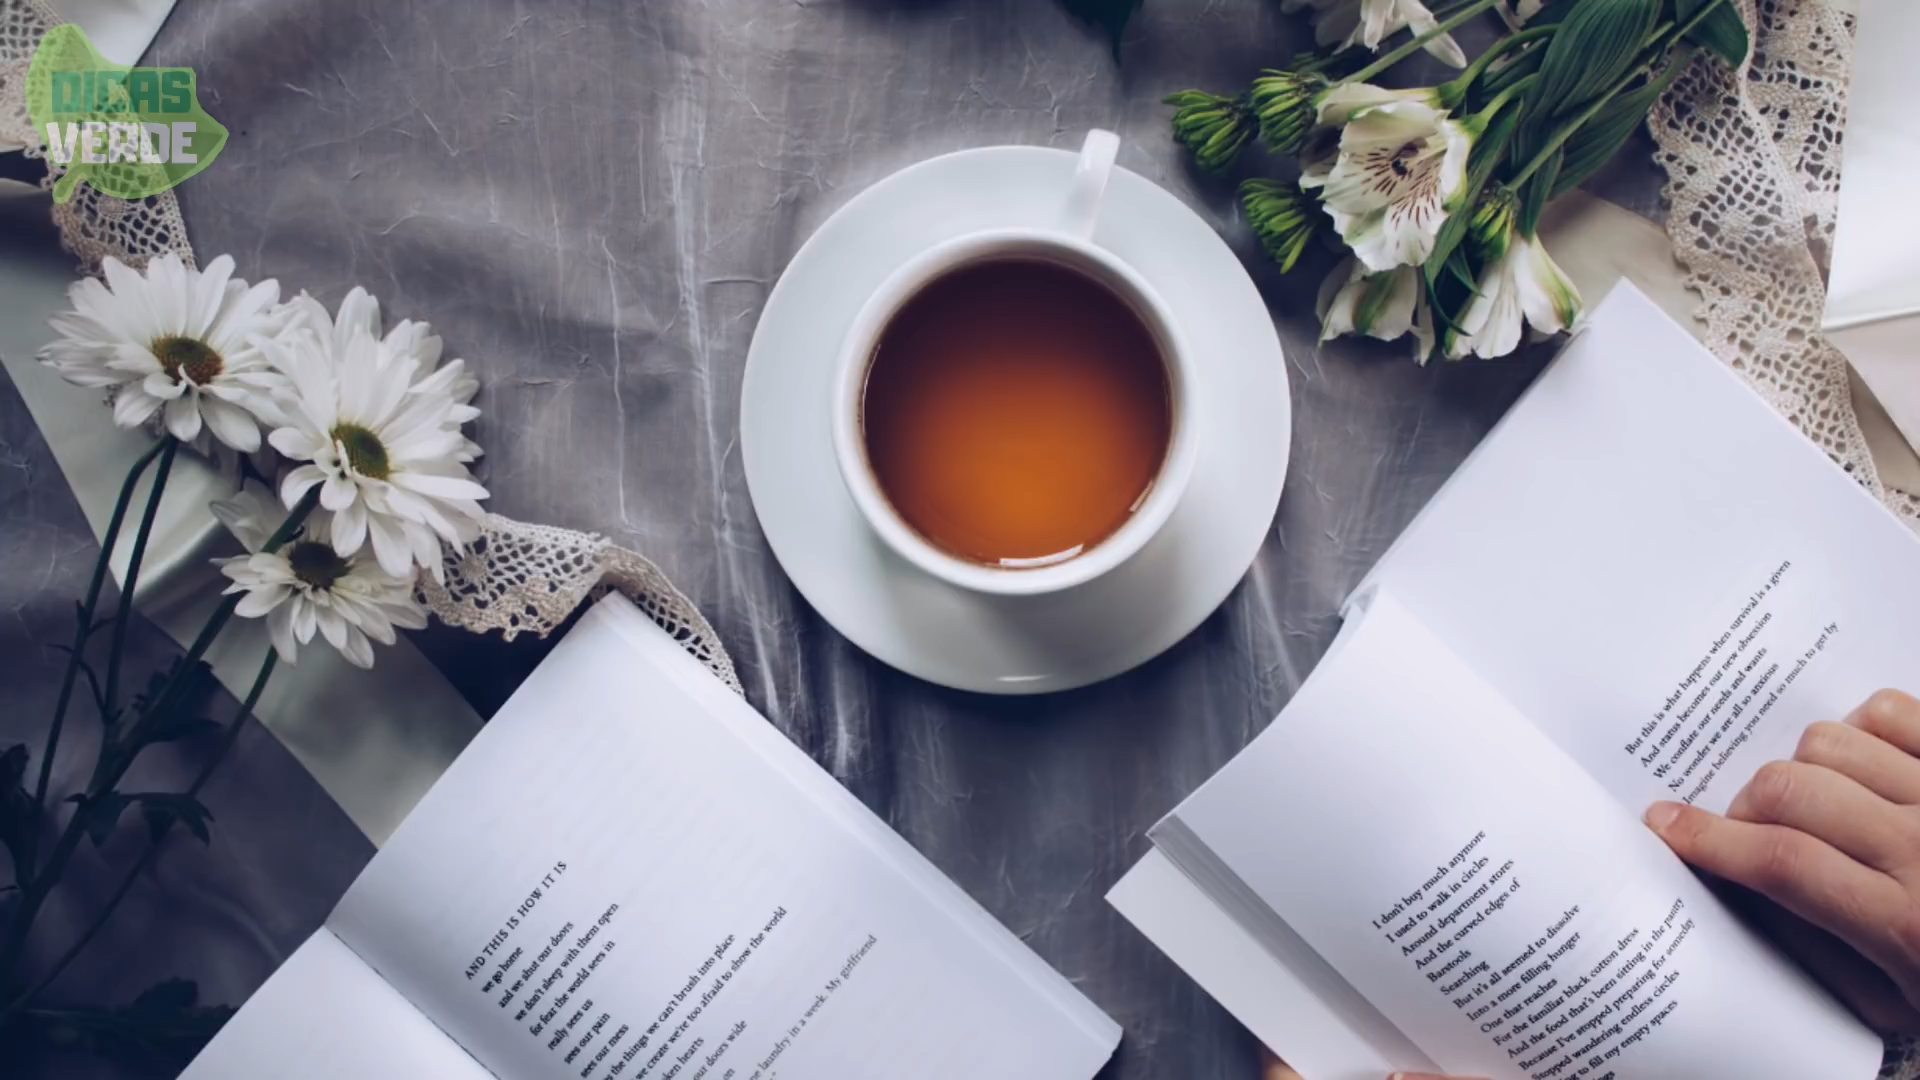 DICAS
VERDE
AND THIS IS HOW IT IS
we go home
and we shut our doors
we don't sleep with them open
for fear the world sees in
really sees us
sees our pain
sees our mess
the things we can't brush into place
we create we're too afraid to show the world
hearts
our doors wide
on
laundry in a week. My girlfriend
But this is what happens when survival is a given
And status becomes our new obsession
We conflate our needs and wants
No wonder we are all so anxious
Imagine believing you need so much to get by
I don't buy much anymore
I used to walk in circles
Around department stores
And the curved edges of
Barstools
Searching
But it's all seemed to dissolve
Into a more filling hunger
One that reaches
For the familiar black cotton dress
And the food that's been sitting in the pantry
Because I've stopped preparing for someday
Stopped wandering endless circles
to fill my empty spaces